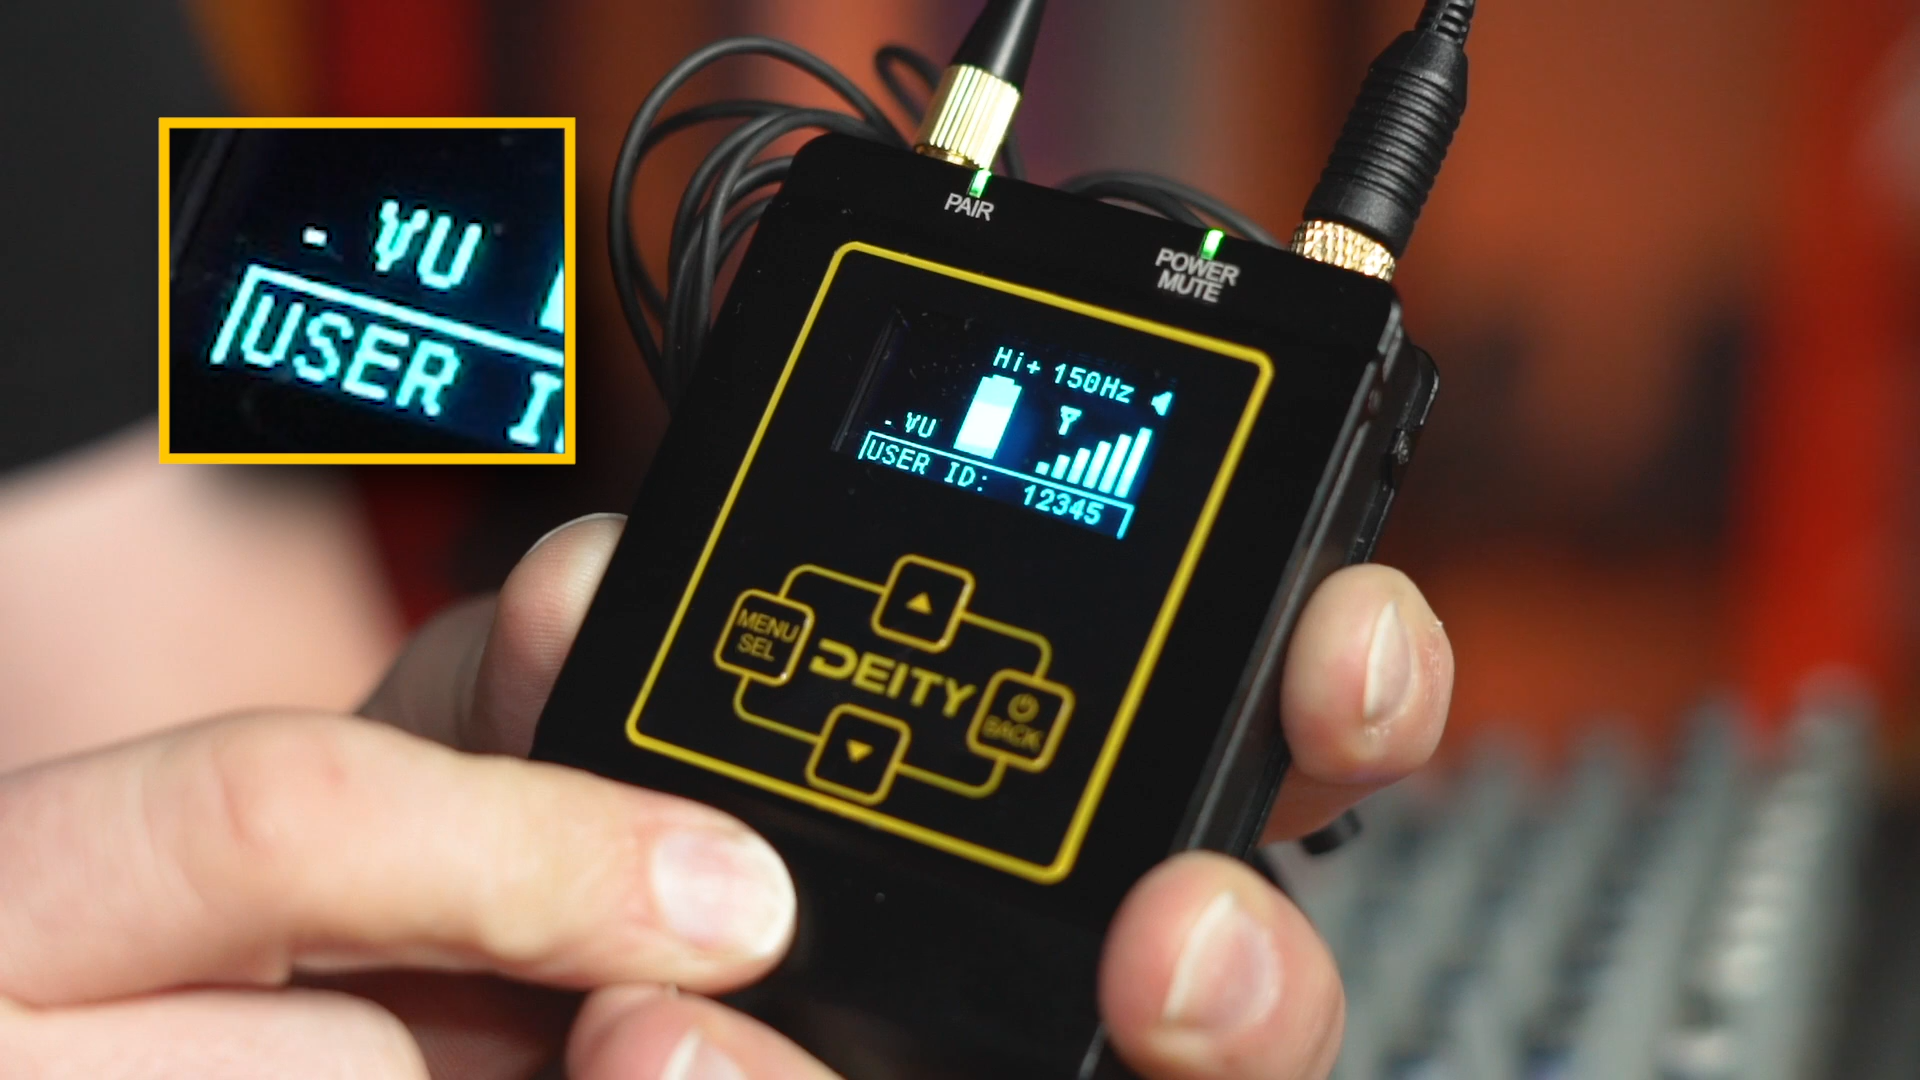 . VU
USER I
PAIR
POWER
MUTE
Hi+ 150Hz
- VU
USER ID: 12345
MENU
SEL
DEITY
BACK